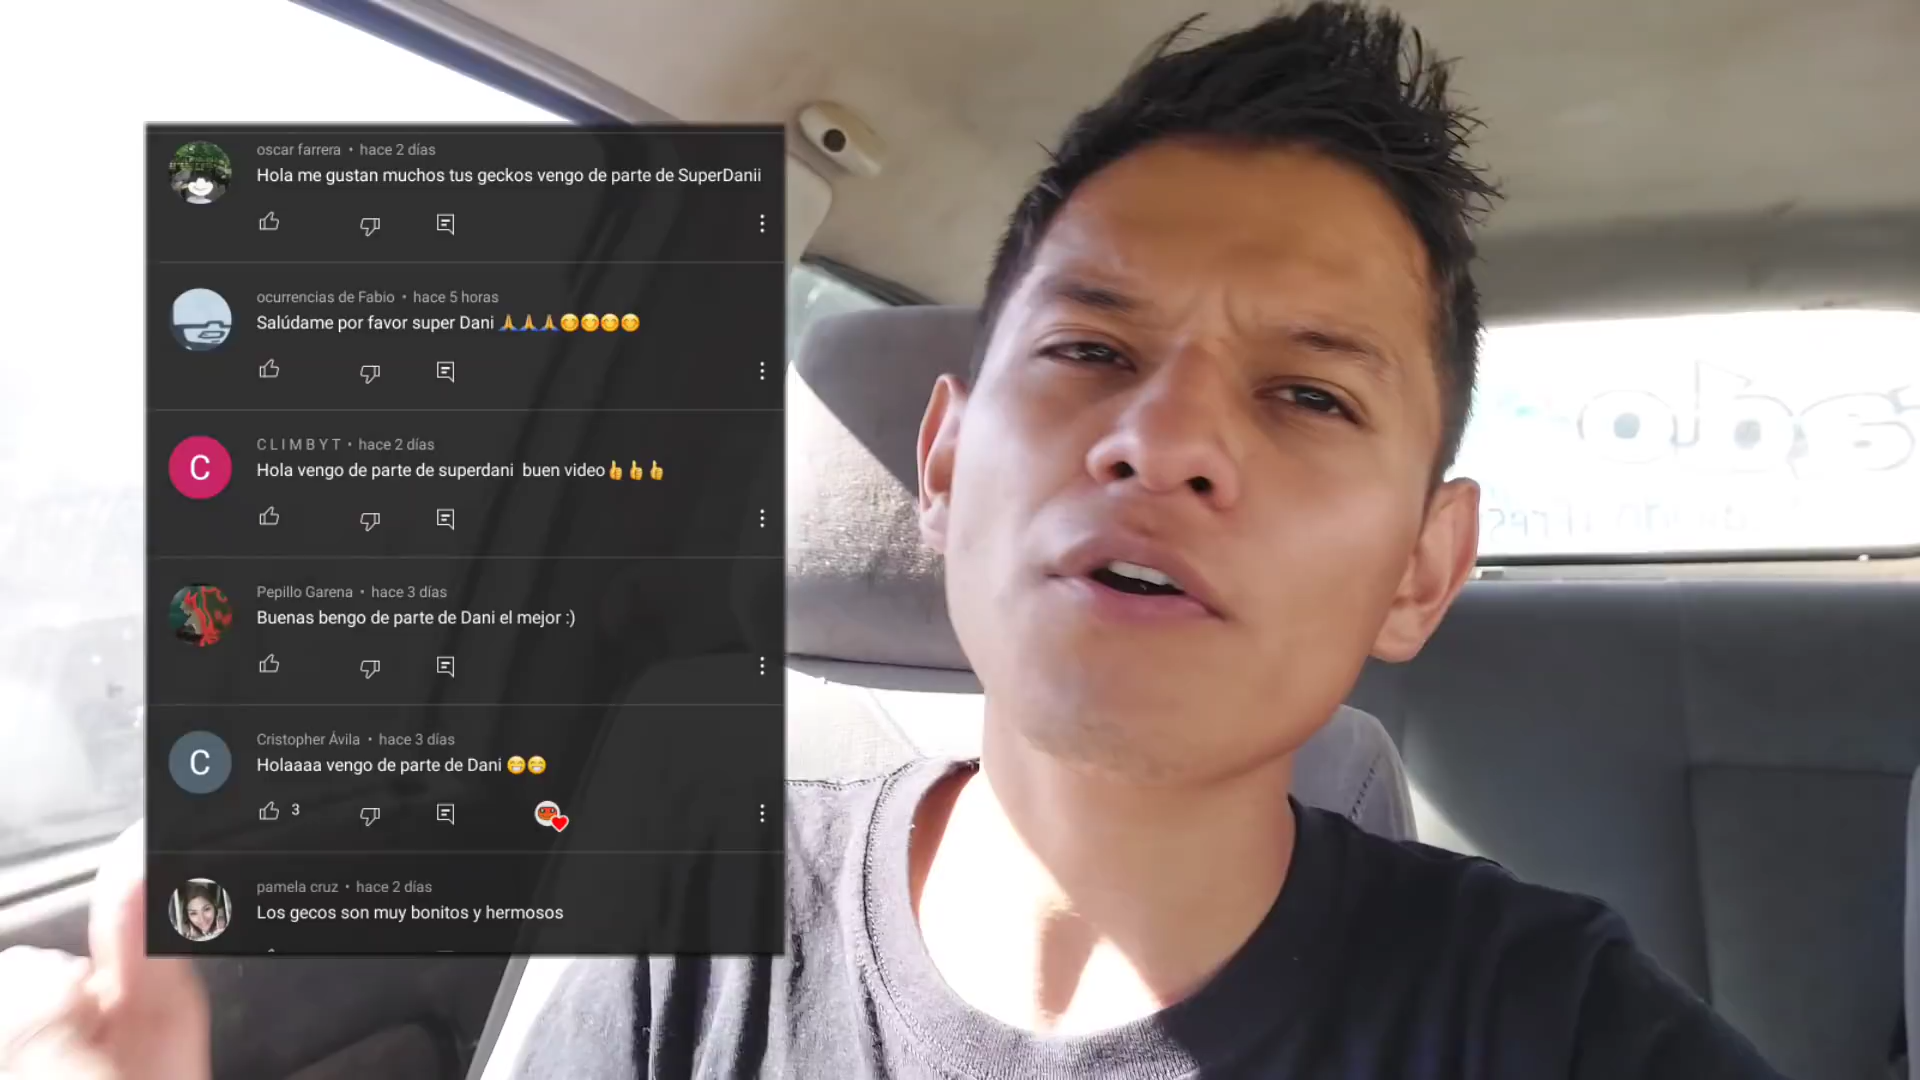 oscar farrera • hace 2 días
Hola me gustan muchos tus geckos vengo de parte de SuperDanii
ocurrencias de Fabio • hace 5 horas
Salúdame por favor super Dani 🙏🙏🙏😊😊😊😊
C
C L I M B Y T • hace 2 días
Hola vengo de parte de superdani buen video👍👍👍
Pepillo Garena • hace 3 días
Buenas bengo de parte de Dani el mejor :)
C
Cristopher Ávila • hace 3 días
Holaaaa vengo de parte de Dani 😁😁
3
pamela cruz • hace 2 días
Los gecos son muy bonitos y hermosos